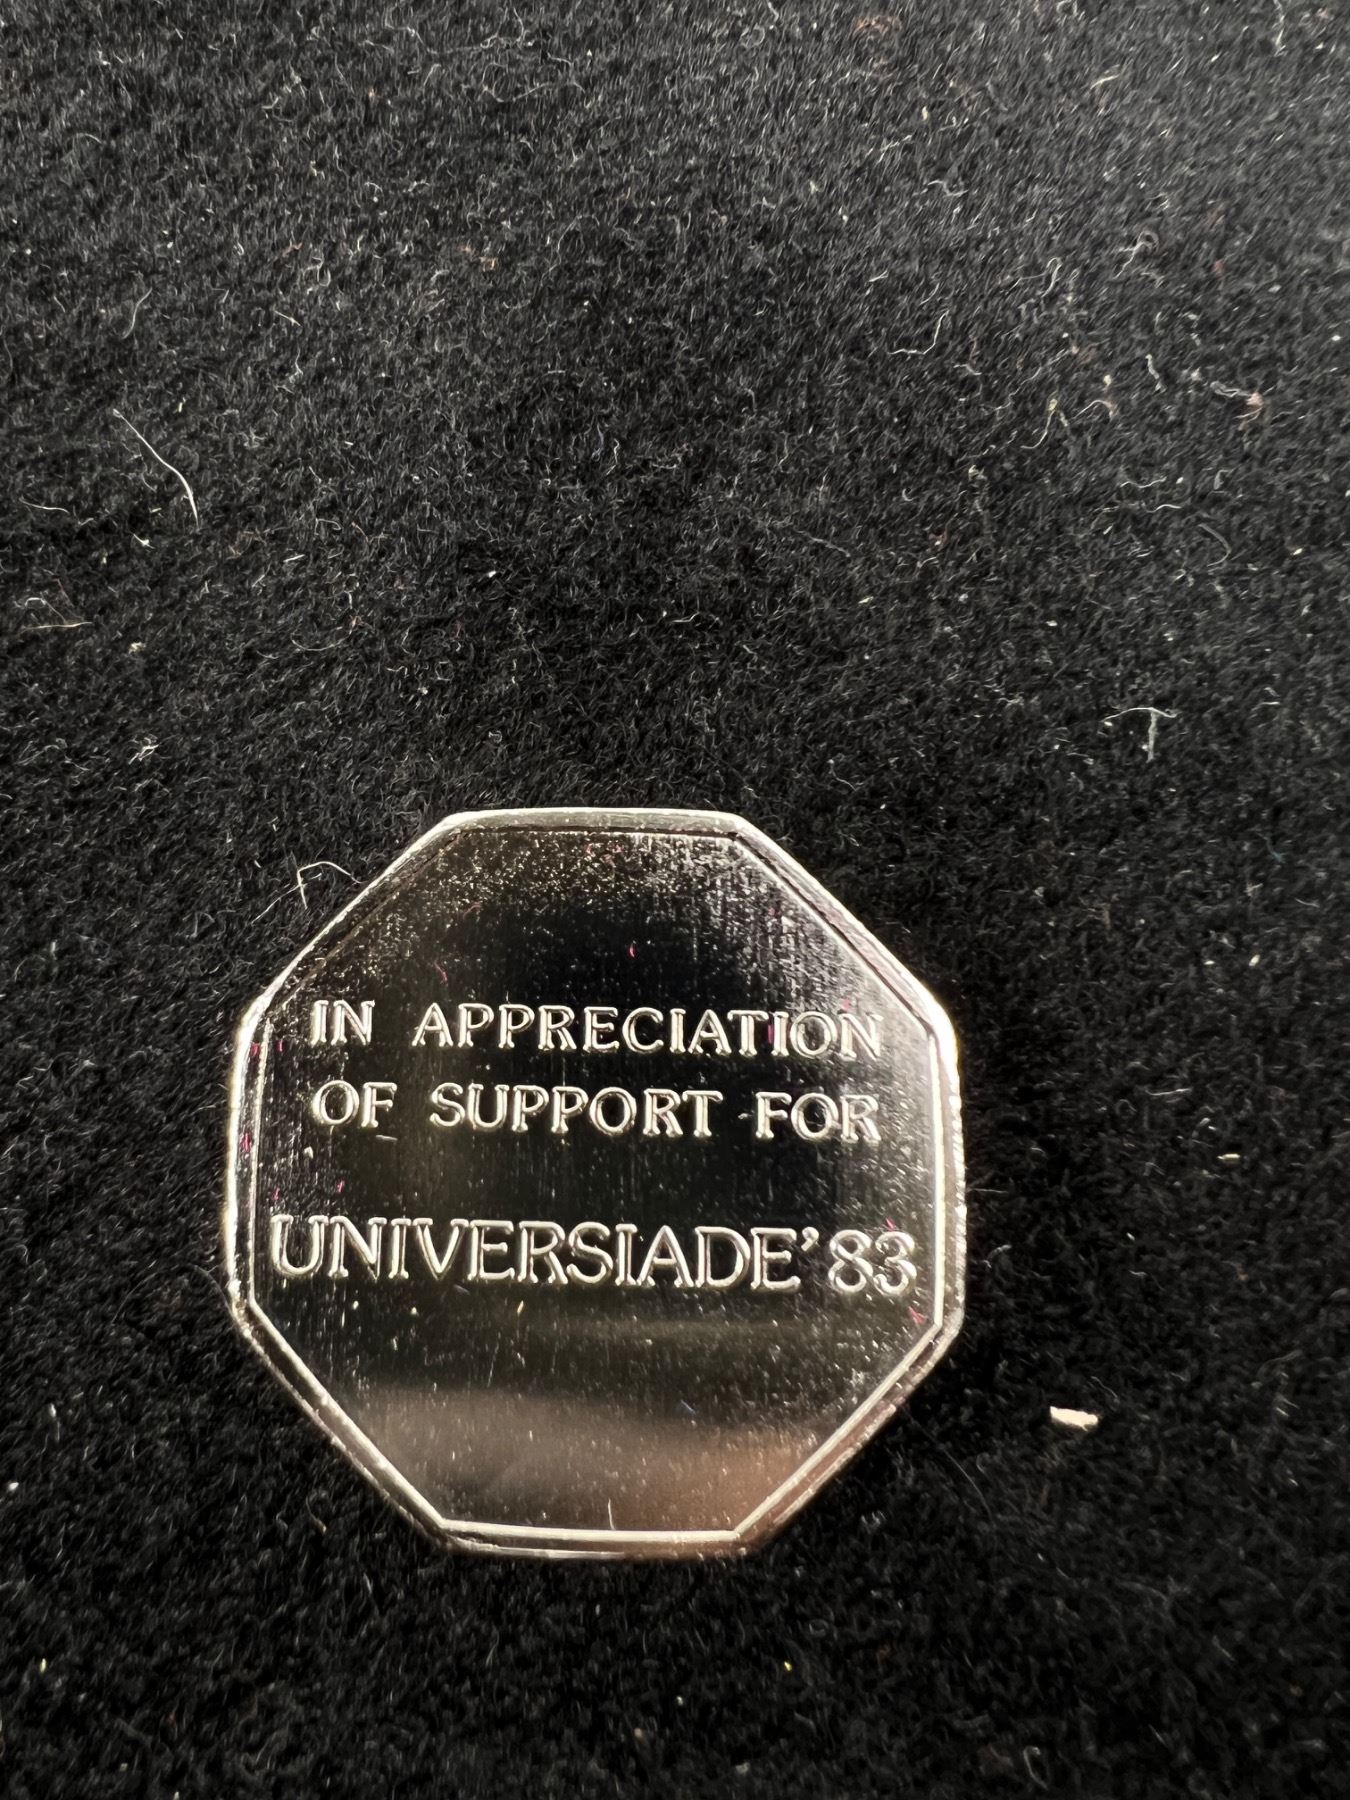 IN APPRECIATION
OF SUPPORT FOR
UNIVERSIADE'83